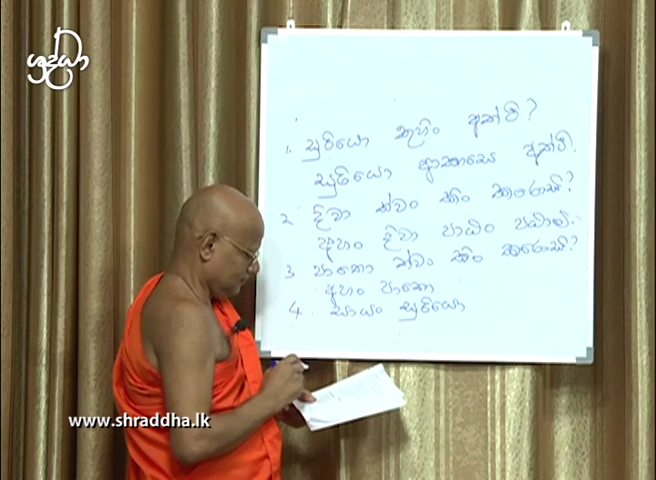 ශ්‍රද්ධා
1. සුරියො කුහිං අත්ථි?
සුරියො ආකාසෙ අත්ථි.
2 දිවා ත්වං කිං කරොසි?
අහං දිවා පාඨං පඨාමි.
3 පාතො ත්වං කිං කරොසි?
අහං පාතො
4. සායං සුරියො
www.shraddha.lk